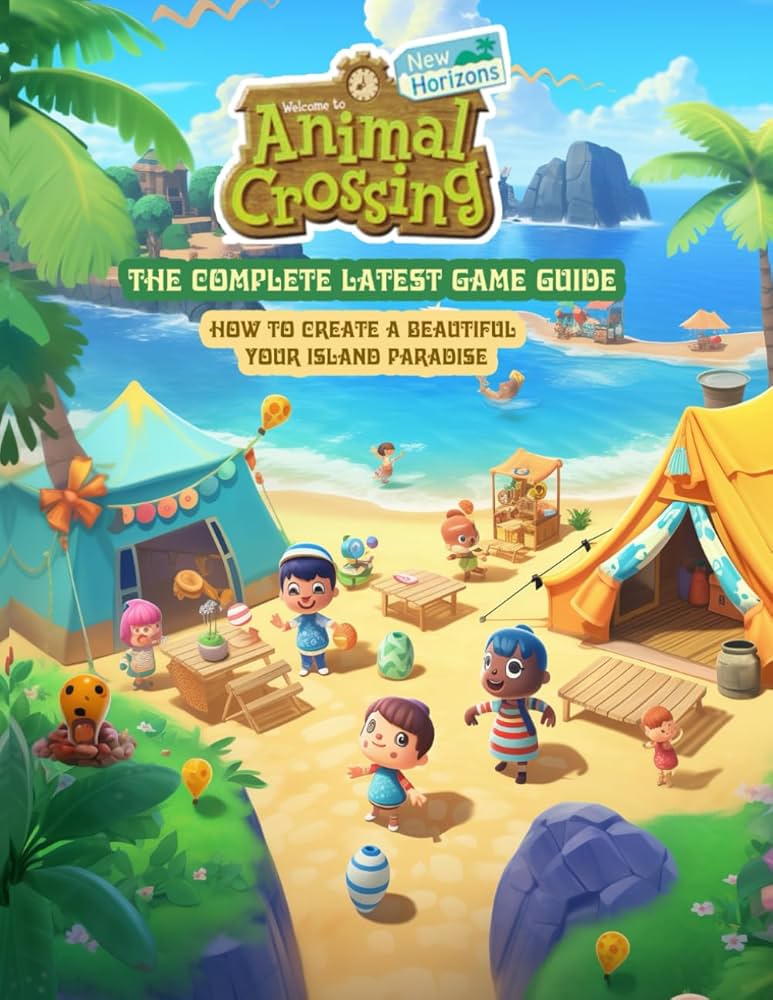 New
Horizons
Welcome to
Animal
Crossing
THE COMPLETE LATEST GAME GUIDE
HOW TO CREATE A BEAUTIFUL
YOUR ISLAND PARADISE